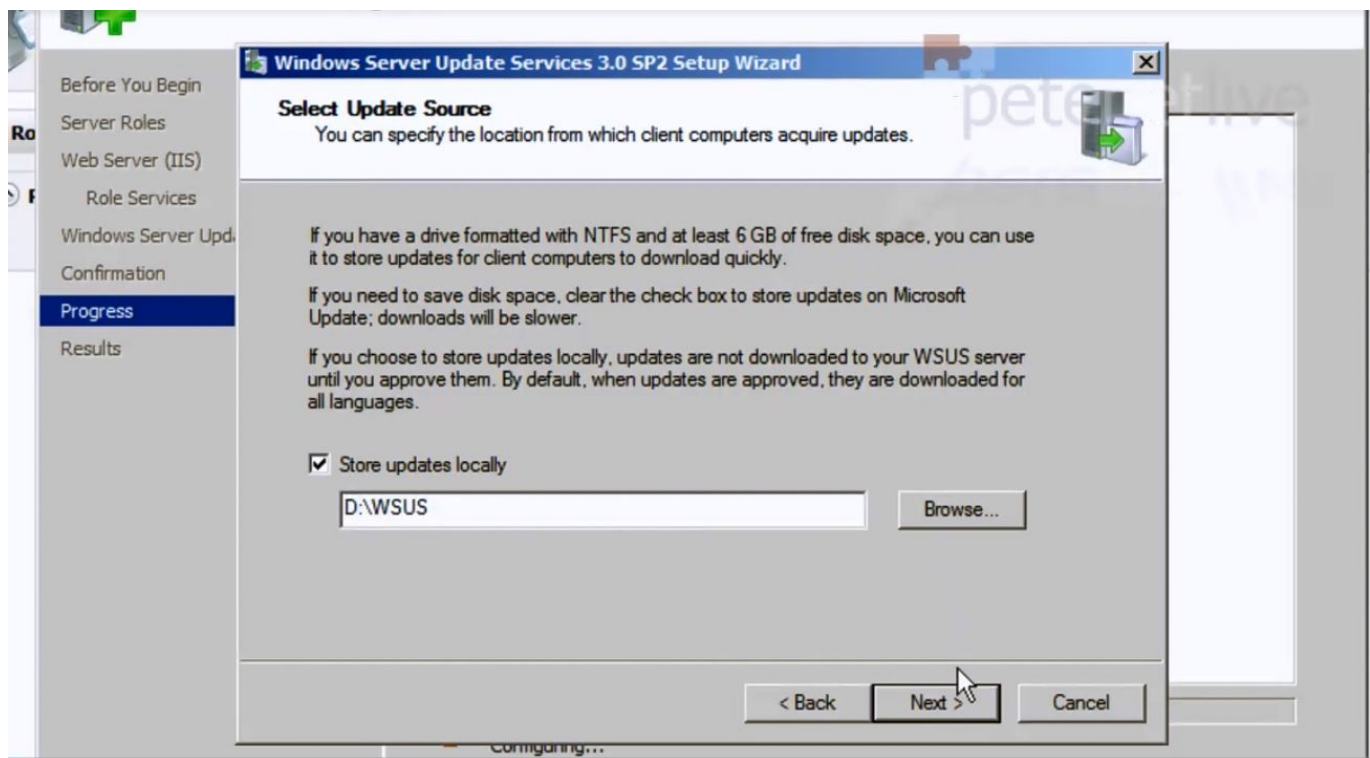 Windows Server Update Services 3.0 SP2 Setup Wizard
Select Update Source
You can specify the location from which client computers acquire updates.
Before You Begin
Server Roles
Web Server (IIS)
Role Services
Windows Server Upd
Confirmation
Progress
Results
Ro
If you have a drive formatted with NTFS and at least 6 GB of free disk space, you can use
it to store updates for client computers to download quickly.
If you need to save disk space, clear the check box to store updates on Microsoft
Update; downloads will be slower.
If you choose to store updates locally, updates are not downloaded to your WSUS server
until you approve them. By default, when updates are approved, they are downloaded for
all languages.
Store updates locally
D:\WSUS
Browse...
< Back
Next >
Cancel
Configuring...